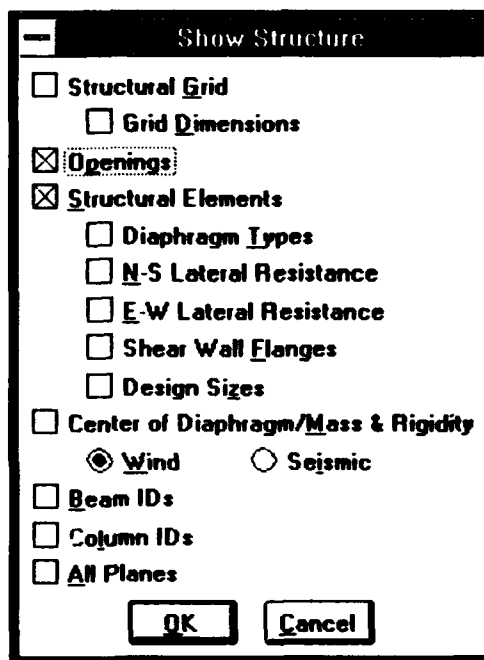 Show Structure
Structural Grid
Grid Dimensions
Openings
Structural Elements
Diaphragm Types
N-S Lateral Resistance
E-W Lateral Resistance
Shear Wall Flanges
Design Sizes
Center of Diaphragm/Mass & Rigidity
Wind Seismic
Beam IDs
Column IDs
All Planes
OK Cancel